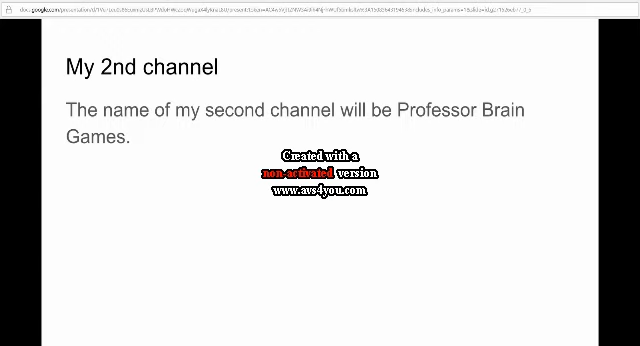 My 2nd channel
The name of my second channel will be Professor Brain
Games.
Created with a
non-activated version
www.avs4you.com